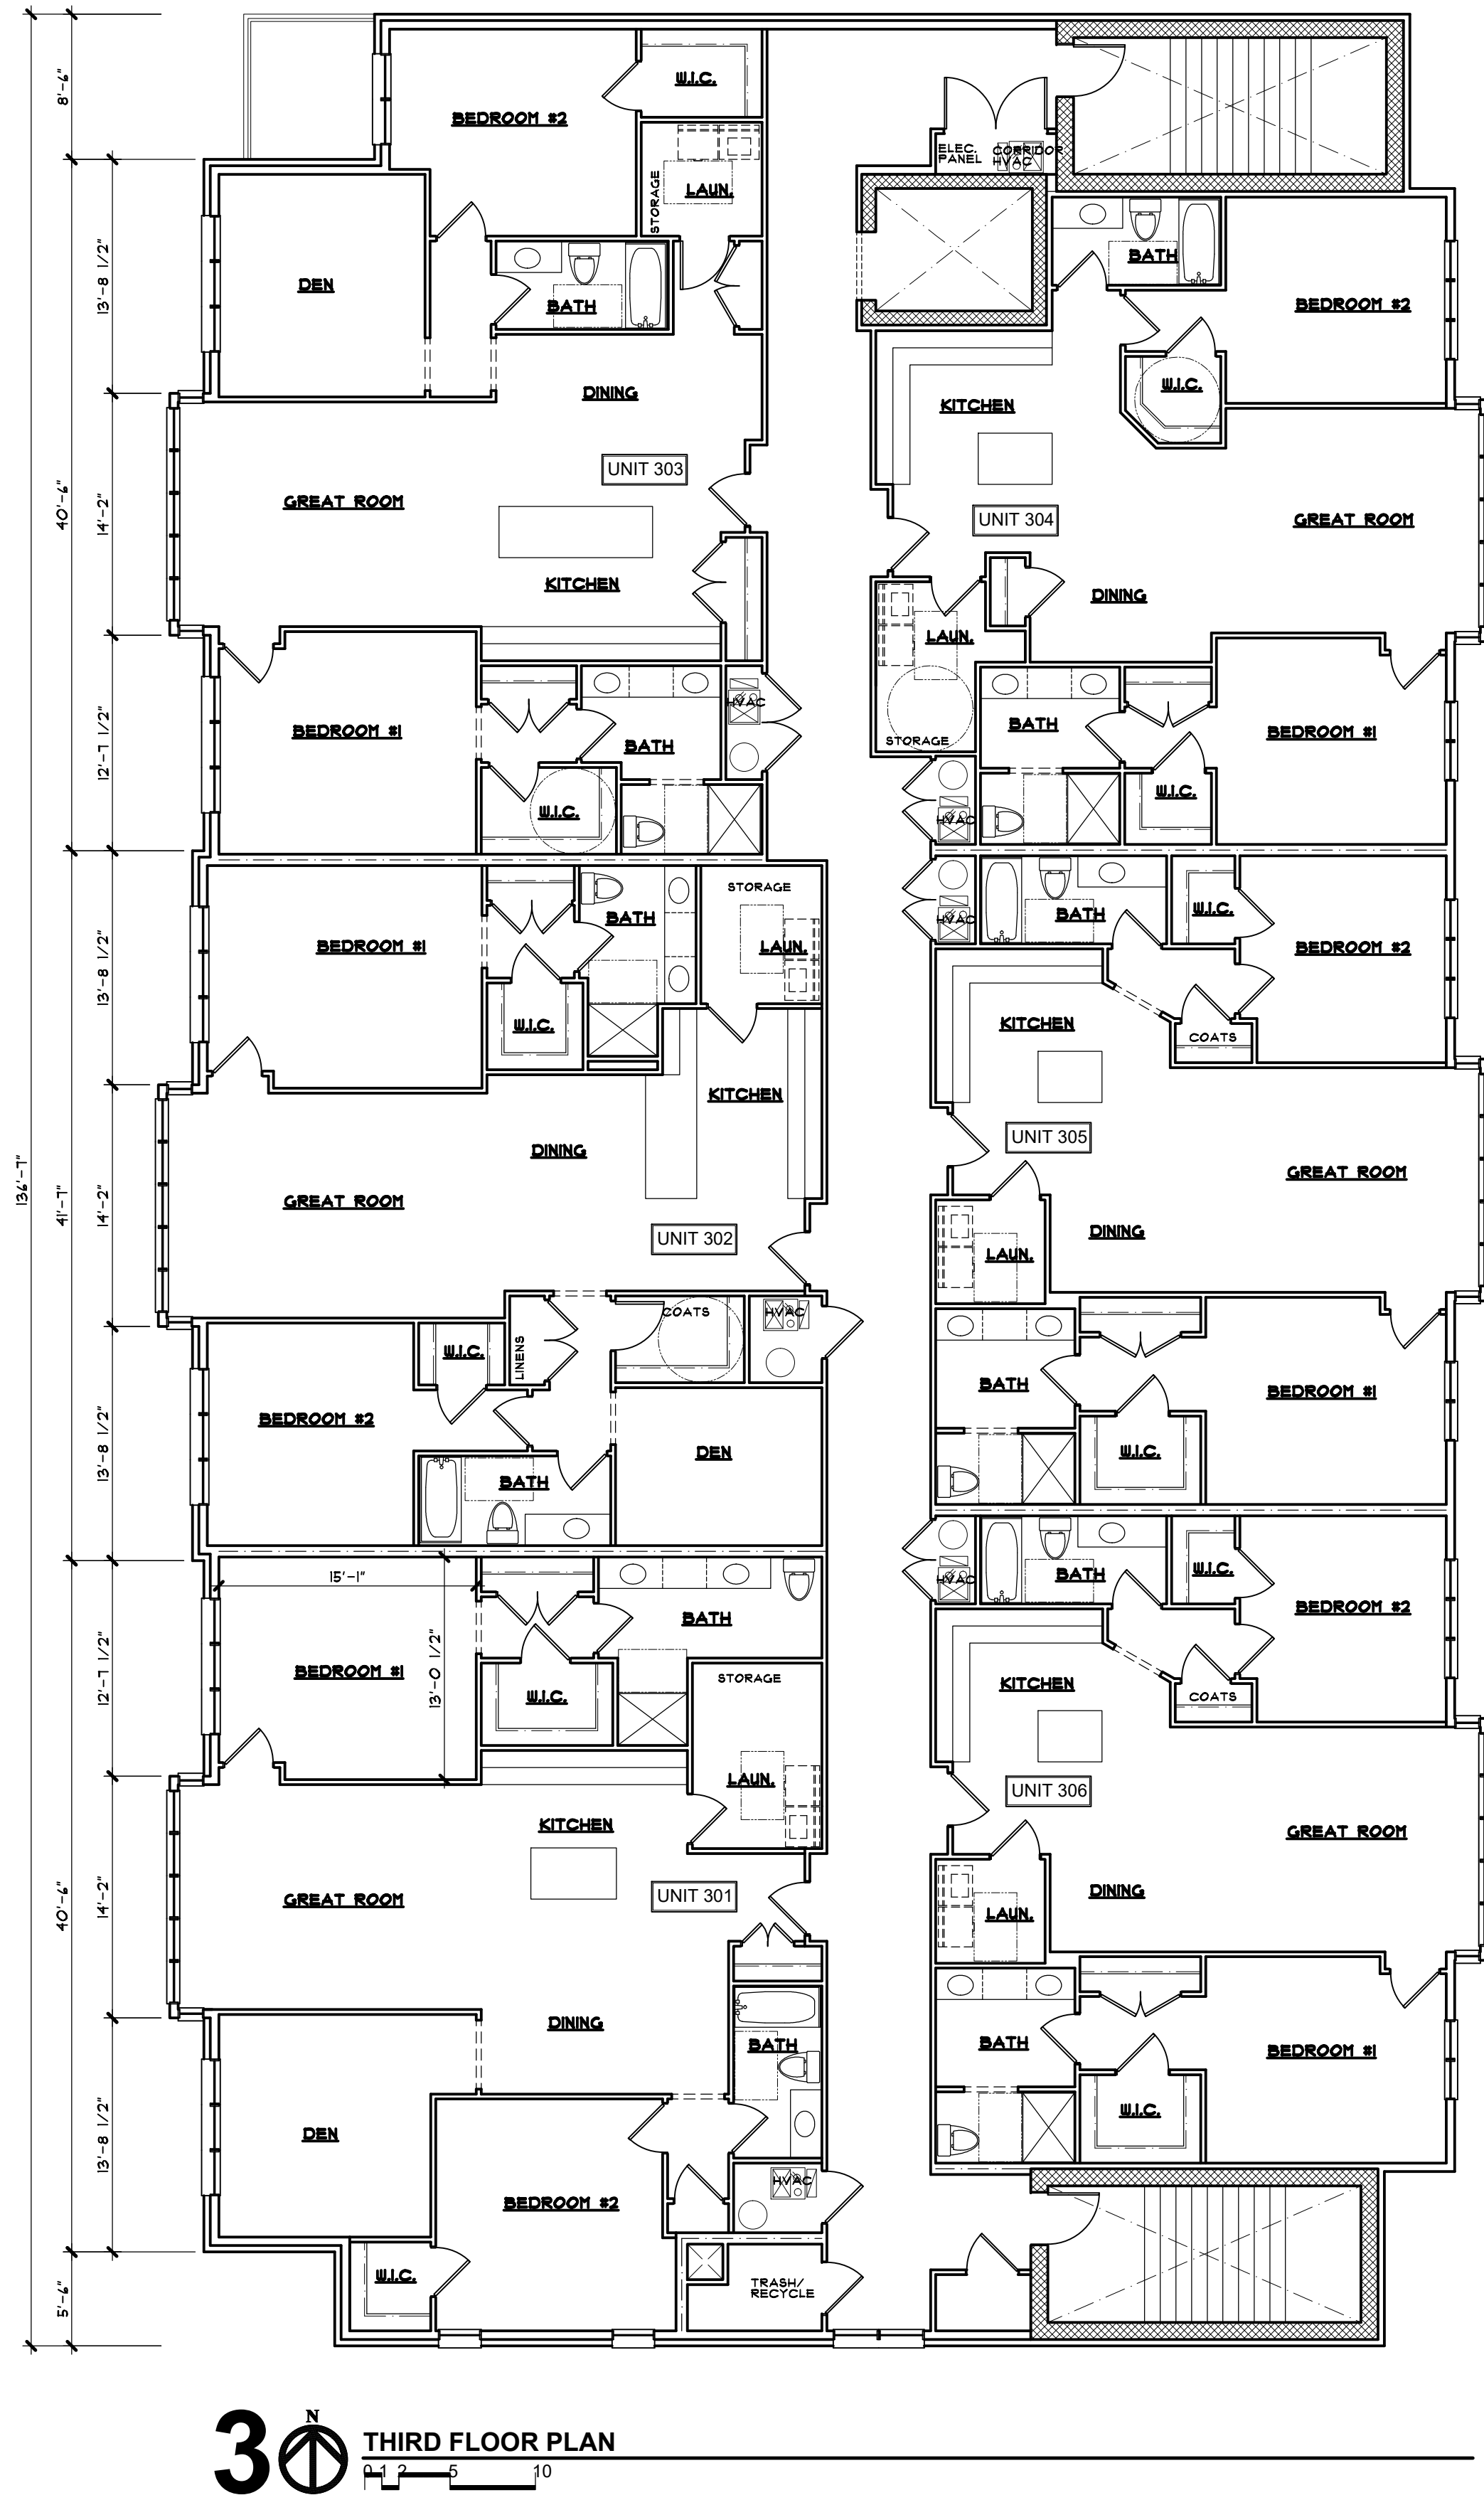 8'-6"
13'-8 1/2"
40'-6"
14'-2"
12'-7 1/2"
13'-8 1/2"
136'-7"
41'-7"
14'-2"
13'-8 1/2"
12'-7 1/2"
40'-6"
14'-2"
13'-8 1/2"
5'-6"
BEDROOM #2
W.I.C.
STORAGE
LAUN.
DEN
BATH
DINING
UNIT 303
GREAT ROOM
KITCHEN
BEDROOM #1
BATH
HVAC
W.I.C.
ELEC.
PANEL
CORRIDOR
HVAC
BATH
BEDROOM #2
W.I.C.
KITCHEN
UNIT 304
GREAT ROOM
DINING
LAUN.
STORAGE
BATH
BEDROOM #1
W.I.C.
HVAC
BEDROOM #1
BATH
STORAGE
LAUN.
W.I.C.
KITCHEN
DINING
GREAT ROOM
UNIT 302
COATS
HVAC
LINENS
W.I.C.
BEDROOM #2
BATH
DEN
HVAC
BATH
W.I.C.
BEDROOM #2
KITCHEN
COATS
UNIT 305
GREAT ROOM
DINING
LAUN.
BATH
BEDROOM #1
W.I.C.
15'-1"
13'-0 1/2"
BEDROOM #1
BATH
W.I.C.
STORAGE
LAUN.
KITCHEN
GREAT ROOM
UNIT 301
DINING
BATH
DEN
BEDROOM #2
HVAC
W.I.C.
TRASH/
RECYCLE
HVAC
BATH
W.I.C.
BEDROOM #2
KITCHEN
COATS
UNIT 306
GREAT ROOM
DINING
LAUN.
BATH
BEDROOM #1
W.I.C.
3
N
THIRD FLOOR PLAN
0 1 2 5 10